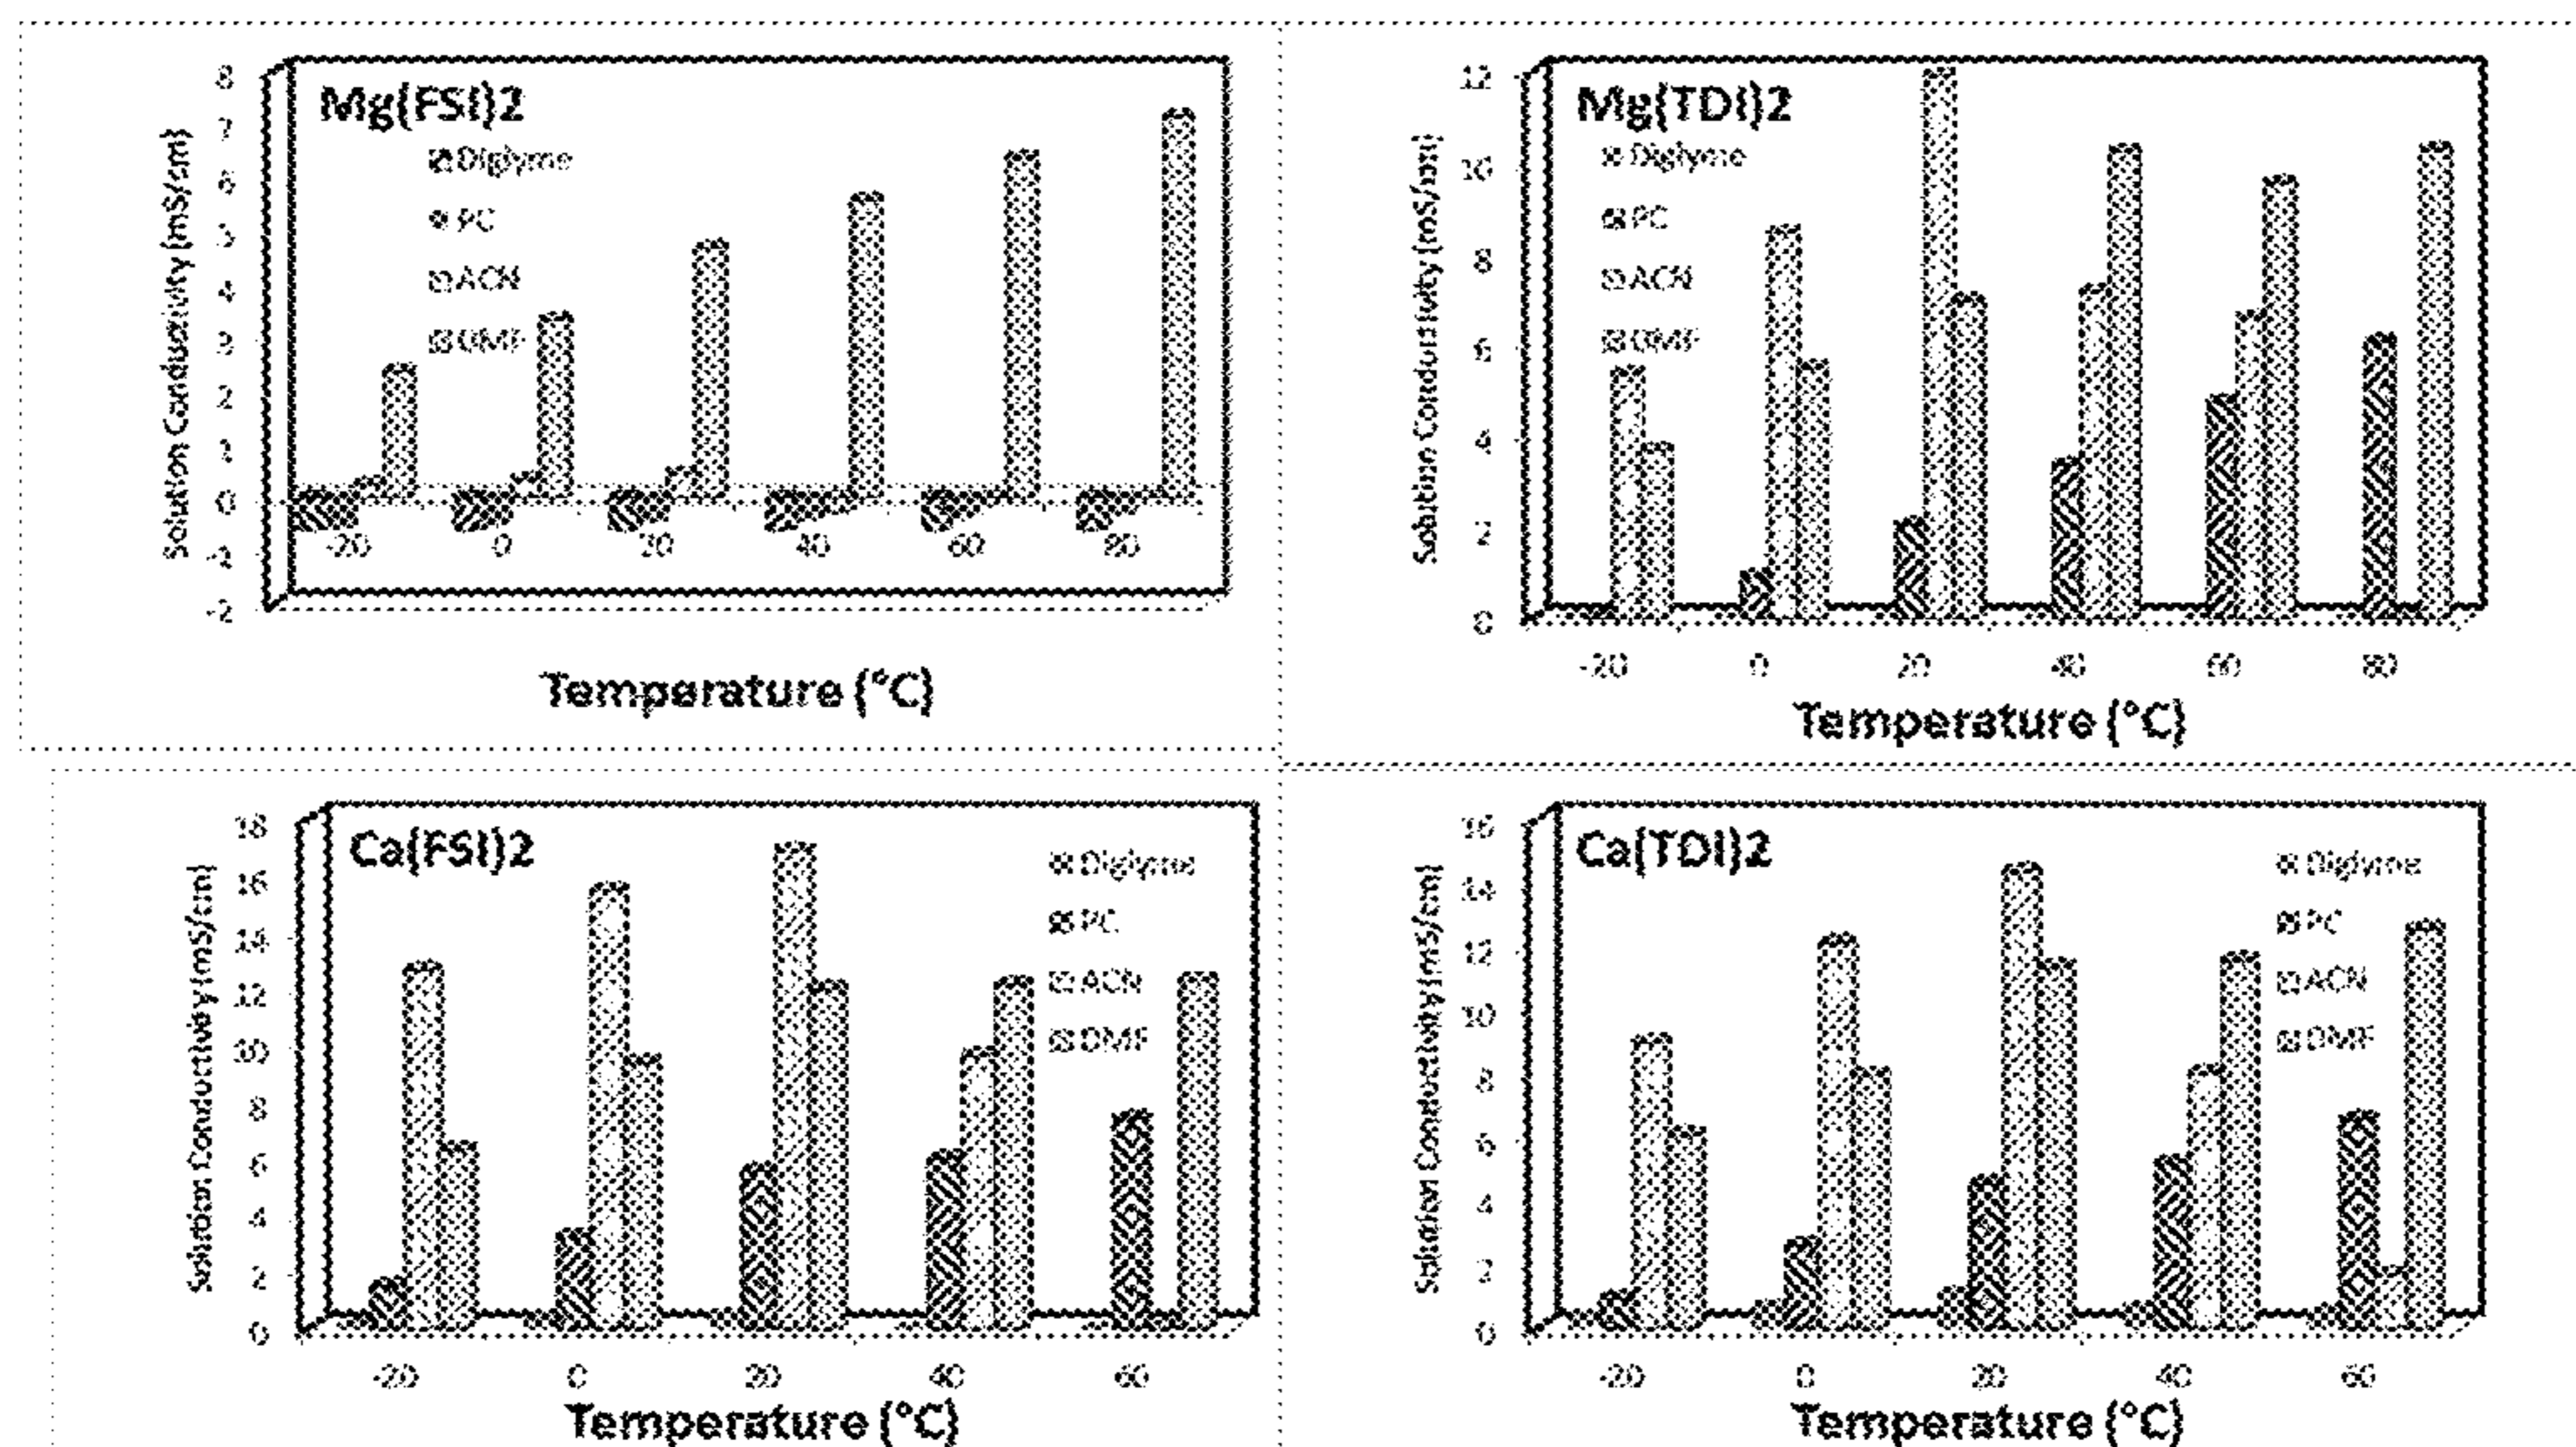 Mg(FSI)2
Solution Conductivity (mS/cm)
8
7
6
5
4
3
2
1
0
-1
-2
Diglyme
PC
ACN
DMF
-20 0 20 40 60 80
Temperature (°C)
Mg(TDI)2
Solution Conductivity (mS/cm)
12
10
8
6
4
2
0
Diglyme
PC
ACN
DMF
-20 0 20 40 60 80
Temperature (°C)
Ca(FSI)2
Solution Conductivity (mS/cm)
18
16
14
12
10
8
6
4
2
0
Diglyme
PC
ACN
DMF
-20 0 20 40 60
Temperature (°C)
Ca(TDI)2
Solution Conductivity (mS/cm)
16
14
12
10
8
6
4
2
0
Diglyme
PC
ACN
DMF
-20 0 20 40 60
Temperature (°C)